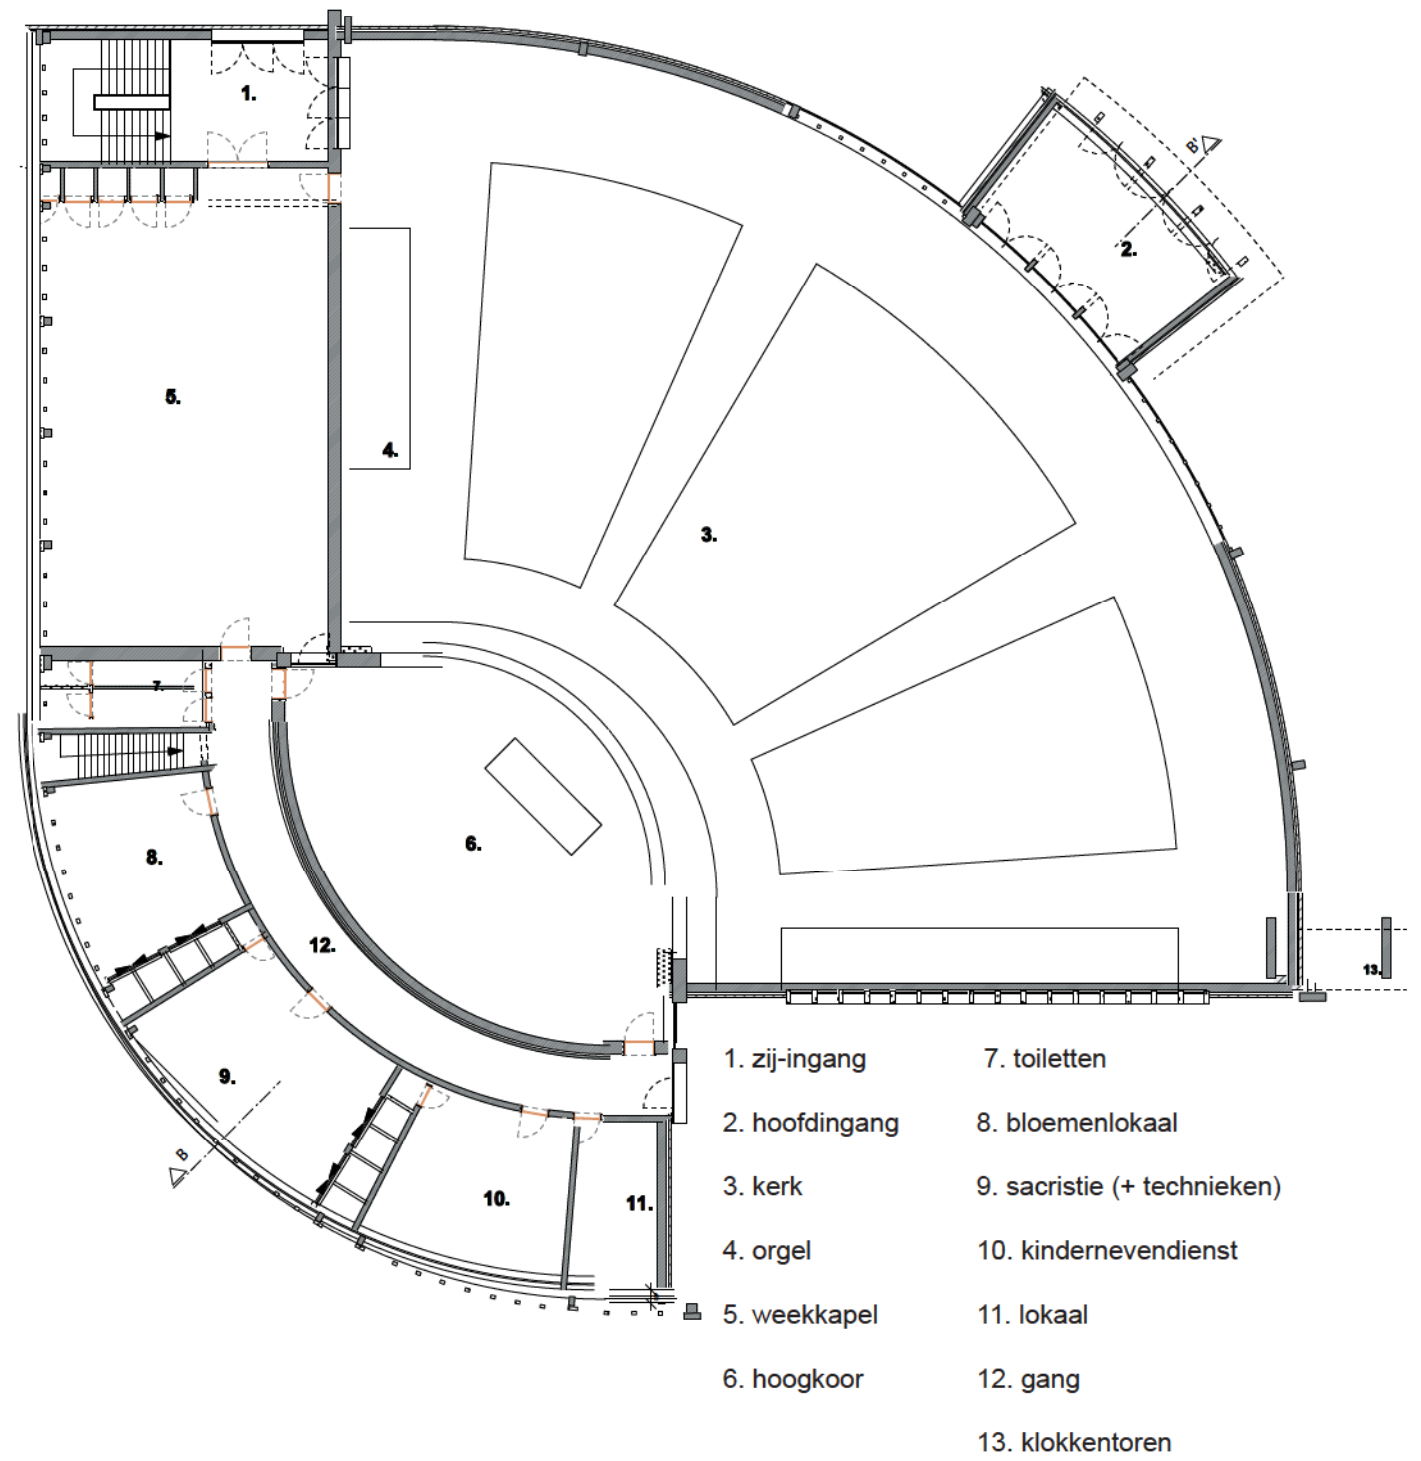 1.
B'
2.
5.
4.
3.
7.
6.
8.
12.
13.
9.
B
10.
11.
1. zij-ingang
2. hoofdingang
3. kerk
4. orgel
5. weekkapel
6. hoogkoor
7. toiletten
8. bloemenlokaal
9. sacristie (+ technieken)
10. kindernevendienst
11. lokaal
12. gang
13. klokkentoren